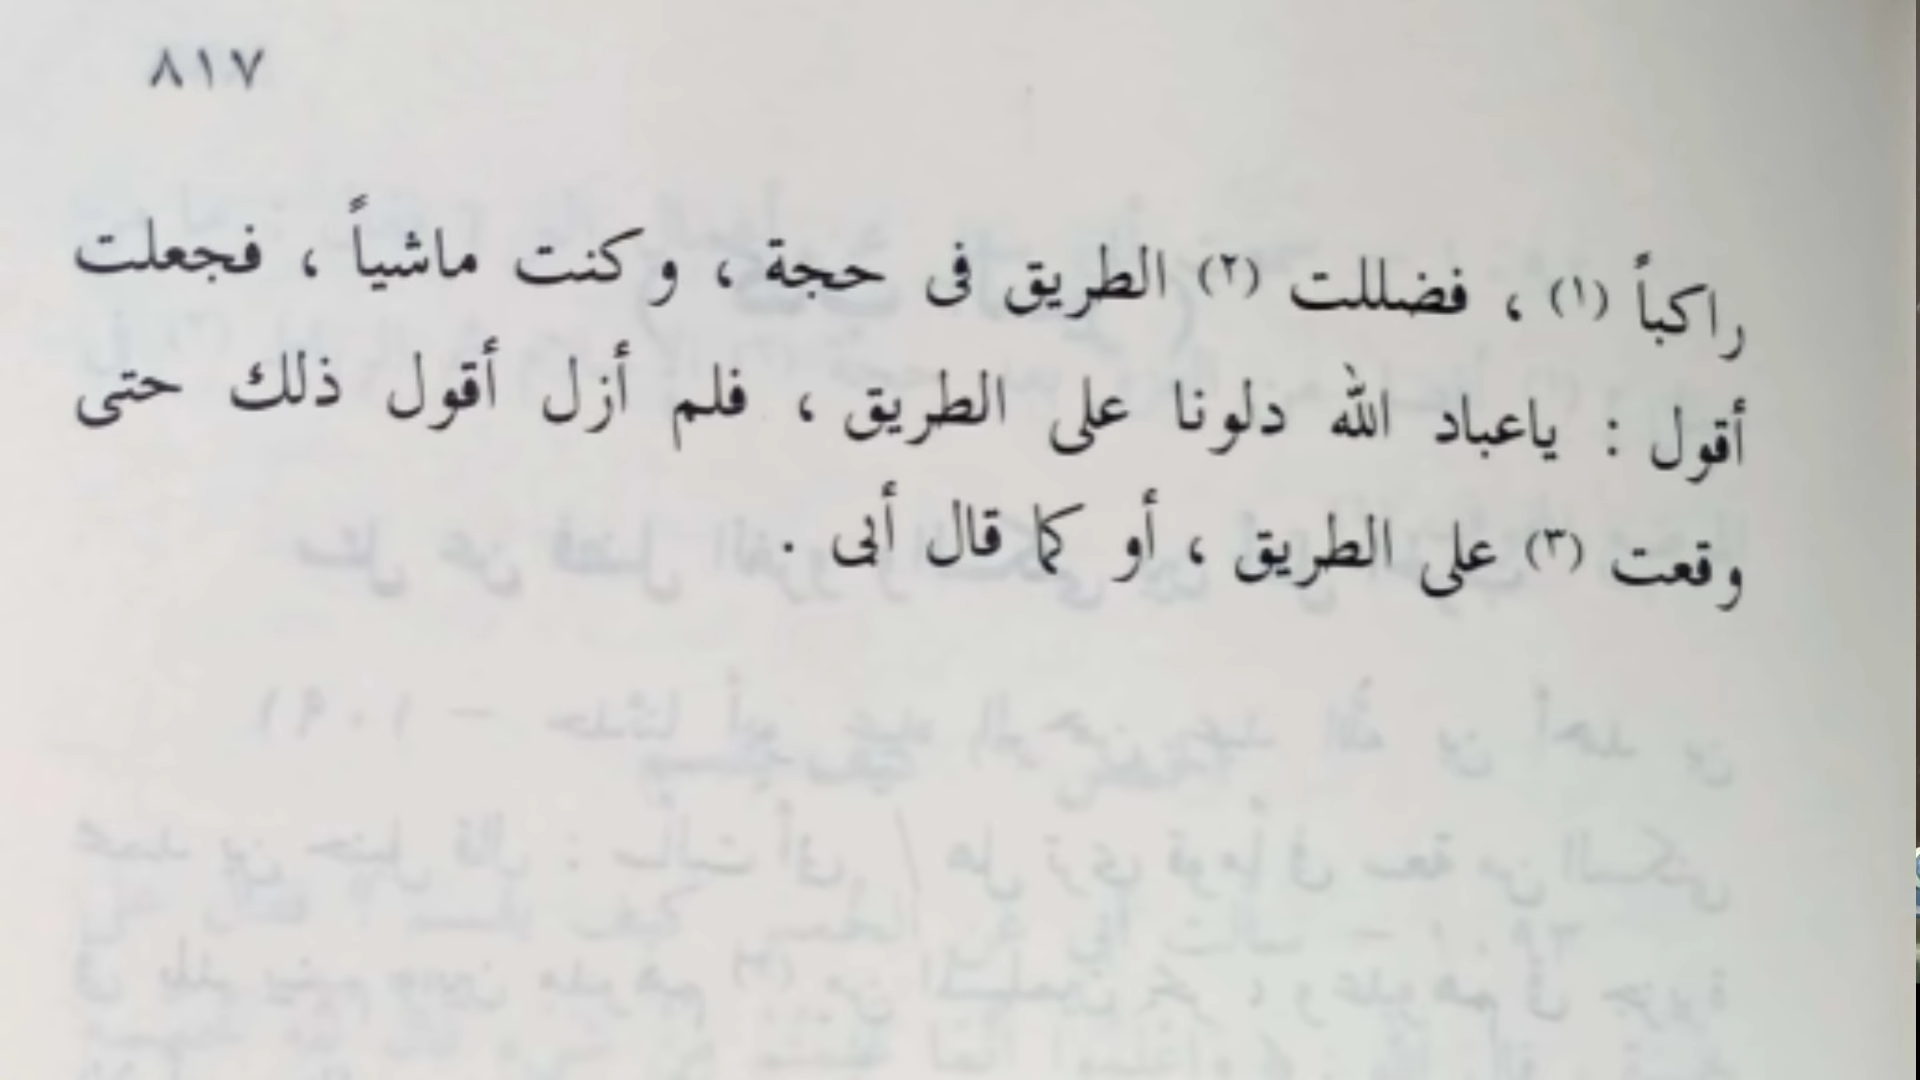 ٨١٧
راكباً (١) ، فضللت (٢) الطريق فى حجة ، وكنت ماشياً ، فجعلت
أقول : ياعباد الله دلونا على الطريق ، فلم أزل أقول ذلك حتى
وقعت (٣) على الطريق ، أو كما قال أبى .